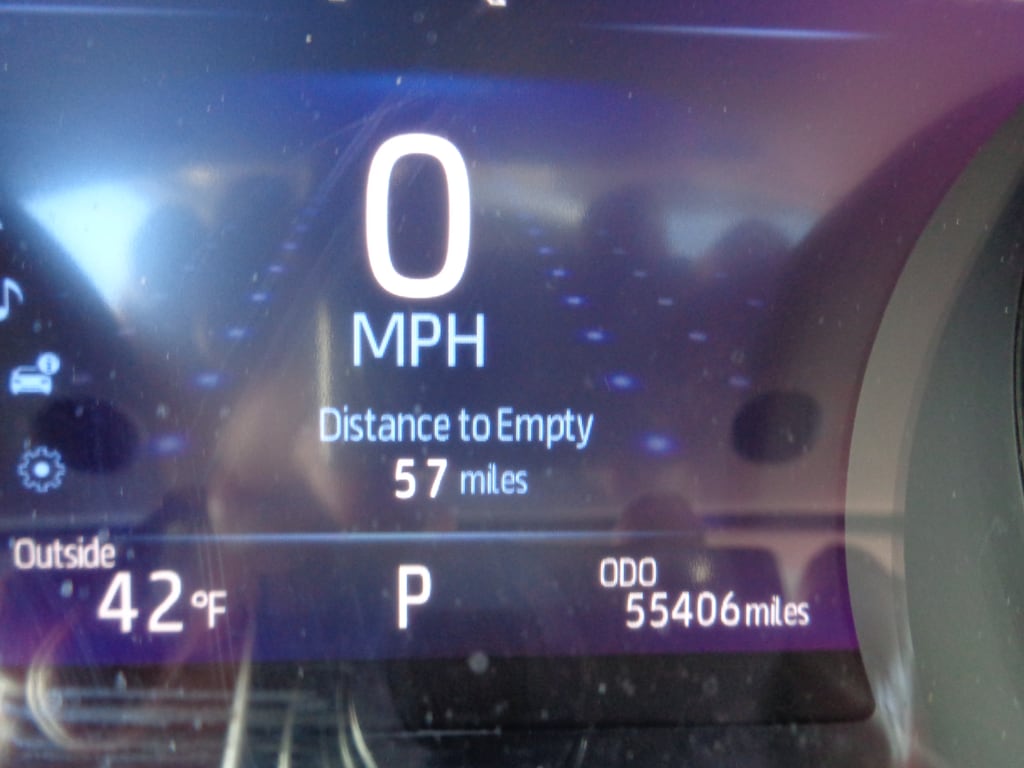 0
MPH
Distance to Empty
57 miles
Outside
42°F
P
ODO
55406 miles